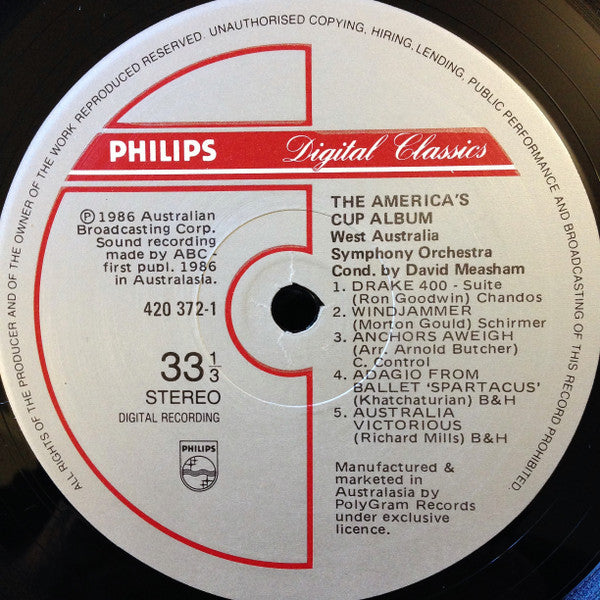 ALL RIGHTS OF THE PRODUCER AND OF THE OWNER OF THE WORK REPRODUCED RESERVED. UNAUTHORISED COPYING, HIRING, LENDING, PUBLIC PERFORMANCE AND BROADCASTING OF THIS RECORD PROHIBITED.
PHILIPS Digital Classics
℗ 1986 Australian
Broadcasting Corp.
Sound recording
made by ABC -
first publ. 1986
in Australasia.
420 372-1
33 1/3
STEREO
DIGITAL RECORDING
PHILIPS
THE AMERICA'S
CUP ALBUM
West Australia
Symphony Orchestra
Cond. by David Measham
1. DRAKE 400 - Suite
(Ron Goodwin) Chandos
2. WINDJAMMER
(Morton Gould) Schirmer
3. ANCHORS AWEIGH
(Arr. Arnold Butcher)
C. Control
4. ADAGIO FROM
BALLET 'SPARTACUS'
(Khatchaturian) B&H
5. AUSTRALIA
VICTORIOUS
(Richard Mills) B&H
Manufactured &
marketed in
Australasia by
PolyGram Records
under exclusive
licence.